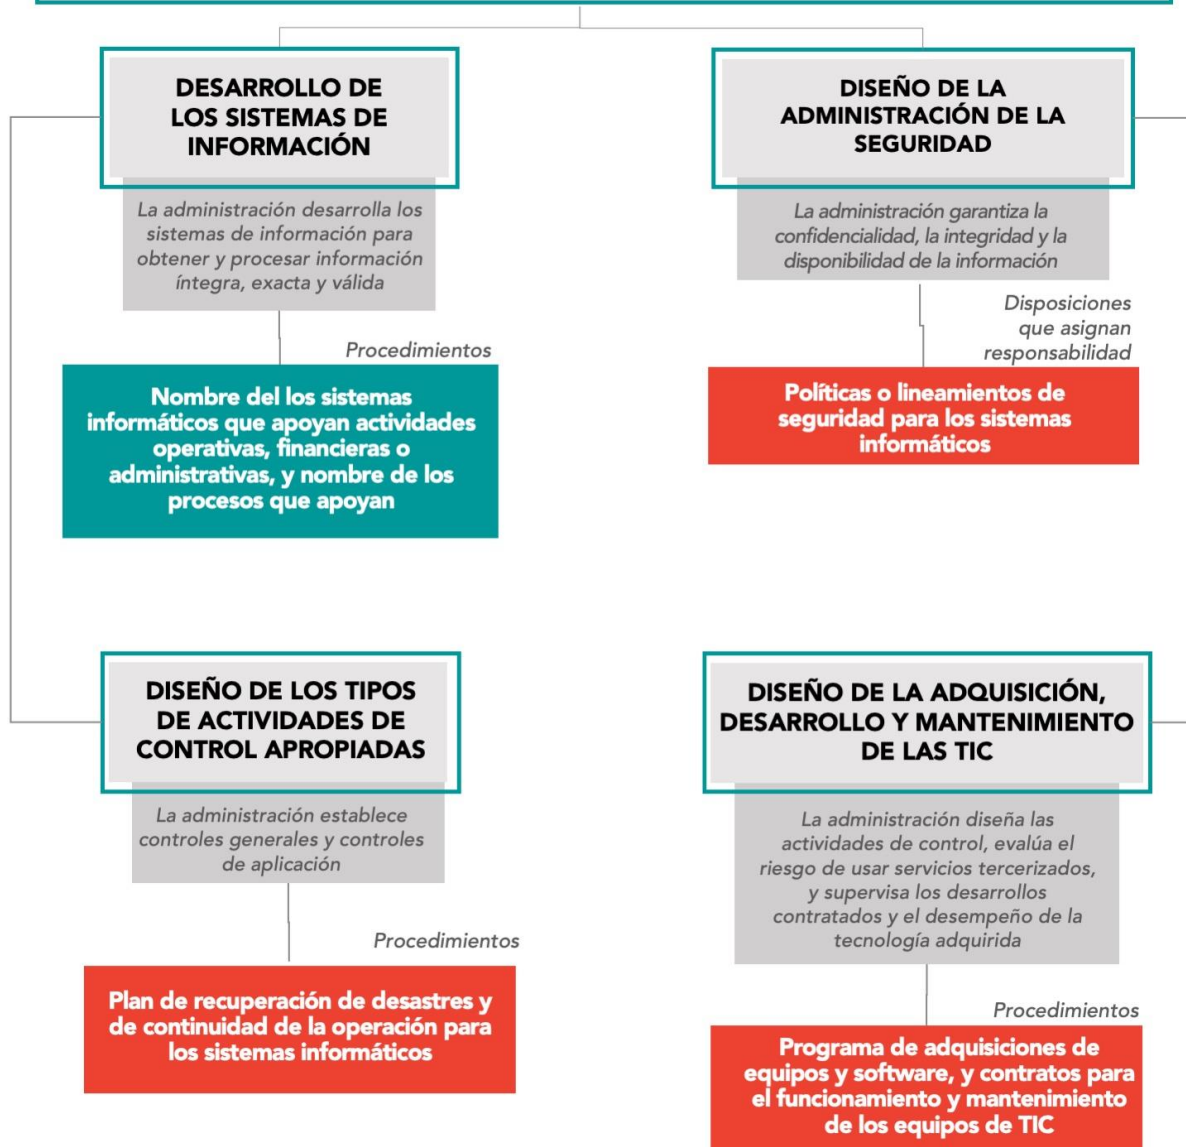 DESARROLLO DE
LOS SISTEMAS DE
INFORMACIÓN
La administración desarrolla los
sistemas de información para
obtener y procesar información
íntegra, exacta y válida
Procedimientos
Nombre del los sistemas
informáticos que apoyan actividades
operativas, financieras o
administrativas, y nombre de los
procesos que apoyan
DISEÑO DE LA
ADMINISTRACIÓN DE LA
SEGURIDAD
La administración garantiza la
confidencialidad, la integridad y la
disponibilidad de la información
Disposiciones
que asignan
responsabilidad
Políticas o lineamientos de
seguridad para los sistemas
informáticos
DISEÑO DE LOS TIPOS
DE ACTIVIDADES DE
CONTROL APROPIADAS
La administración establece
controles generales y controles
de aplicación
Procedimientos
Plan de recuperación de desastres y
de continuidad de la operación para
los sistemas informáticos
DISEÑO DE LA ADQUISICIÓN,
DESARROLLO Y MANTENIMIENTO
DE LAS TIC
La administración diseña las
actividades de control, evalúa el
riesgo de usar servicios tercerizados,
y supervisa los desarrollos
contratados y el desempeño de la
tecnología adquirida
Procedimientos
Programa de adquisiciones de
equipos y software, y contratos para
el funcionamiento y mantenimiento
de los equipos de TIC